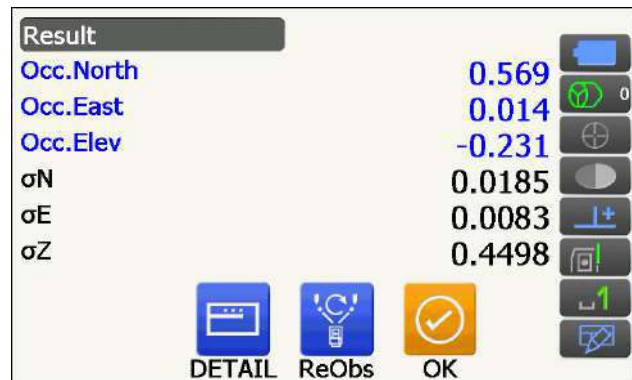 Result
Occ.North 0.569
Occ.East 0.014
Occ.Elev -0.231
σN 0.0185
σE 0.0083
σZ 0.4498
0
1
DETAIL ReObs OK